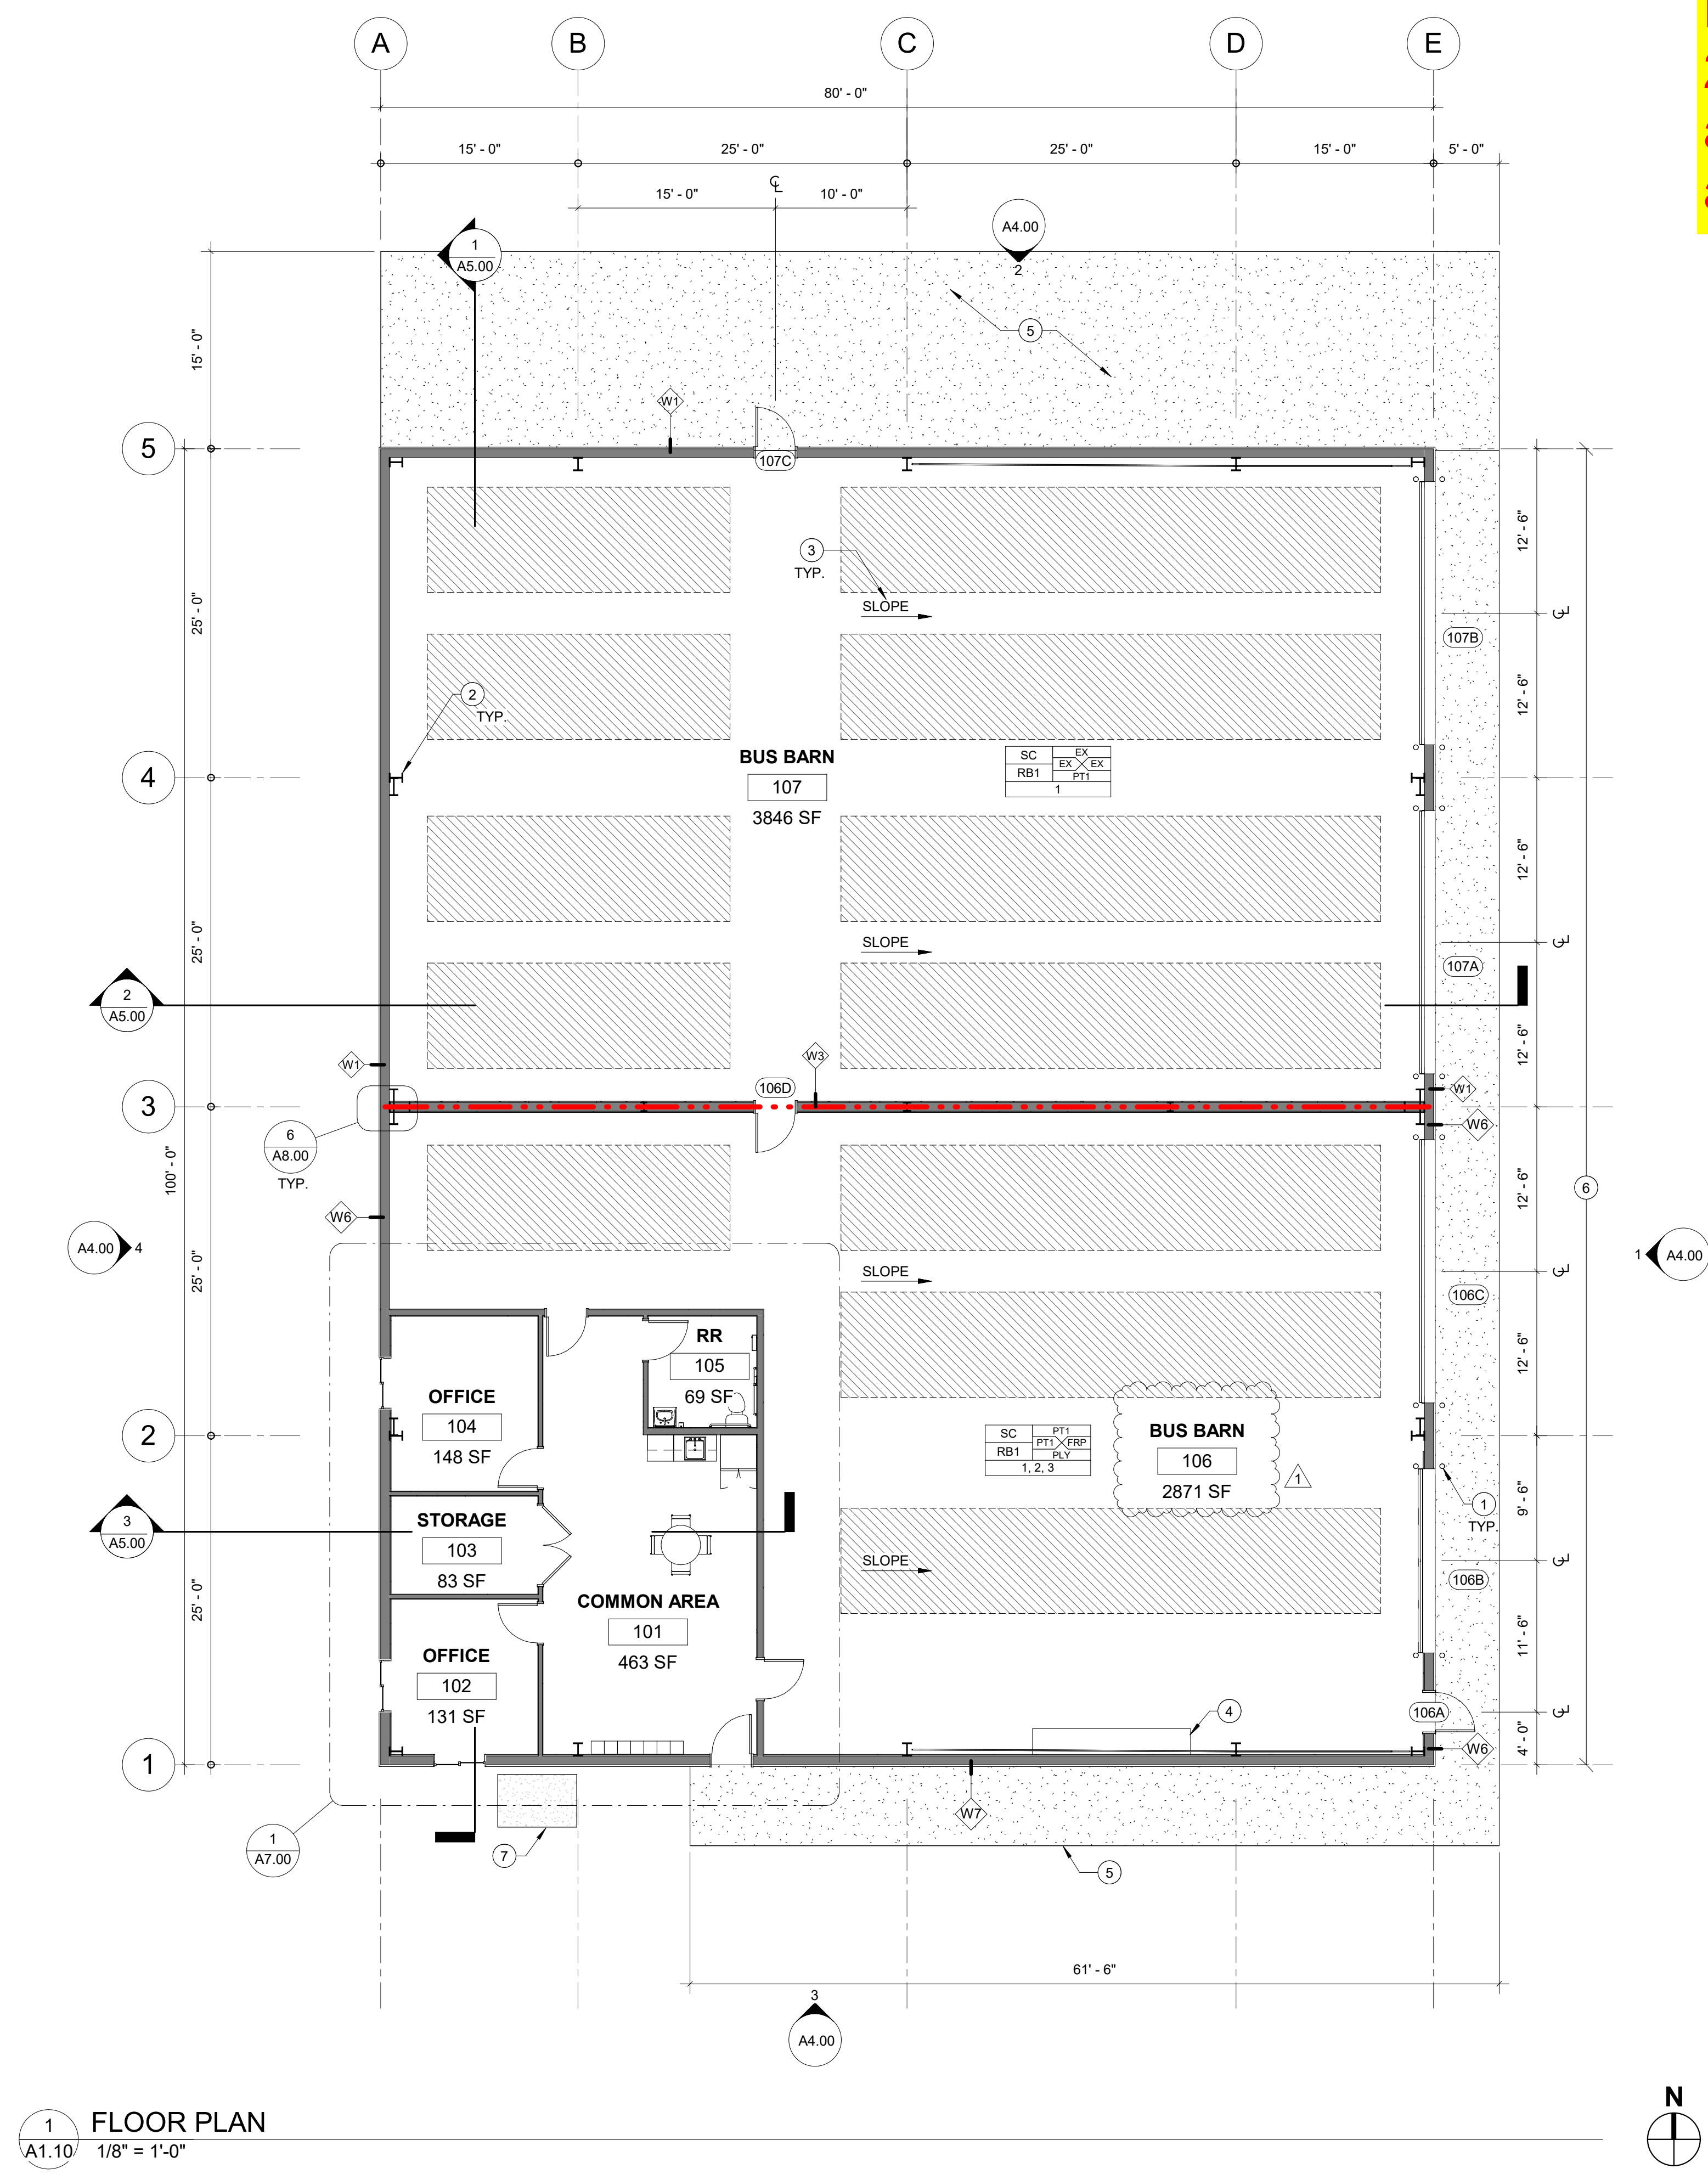 A
B
C
D
E
80' - 0"
15' - 0"
25' - 0"
25' - 0"
15' - 0"
5' - 0"
15' - 0"
10' - 0"
1
A5.00
A4.00
2
5
15' - 0"
W1
5
107C
12' - 6"
3
TYP.
25' - 0"
SLOPE
107B
2
TYP.
12' - 6"
BUS BARN
107
3846 SF
SC
EX
EX
EX
RB1
PT1
1
4
12' - 6"
25' - 0"
SLOPE
107A
2
A5.00
12' - 6"
W1
W3
106D
W1
3
W6
6
A8.00
TYP.
100' - 0"
12' - 6"
6
W6
A4.00
4
1
A4.00
25' - 0"
SLOPE
106C
12' - 6"
RR
105
69 SF
OFFICE
104
148 SF
2
SC
PT1
PT1
FRP
RB1
PLY
1, 2, 3
BUS BARN
106
2871 SF
1
9' - 6"
1
TYP.
3
A5.00
STORAGE
103
83 SF
SLOPE
106B
25' - 0"
COMMON AREA
101
463 SF
11' - 6"
OFFICE
102
131 SF
4
106A
4' - 0"
W6
1
W7
1
A7.00
7
5
61' - 6"
3
A4.00
N
1
A1.10
FLOOR PLAN
1/8" = 1'-0"